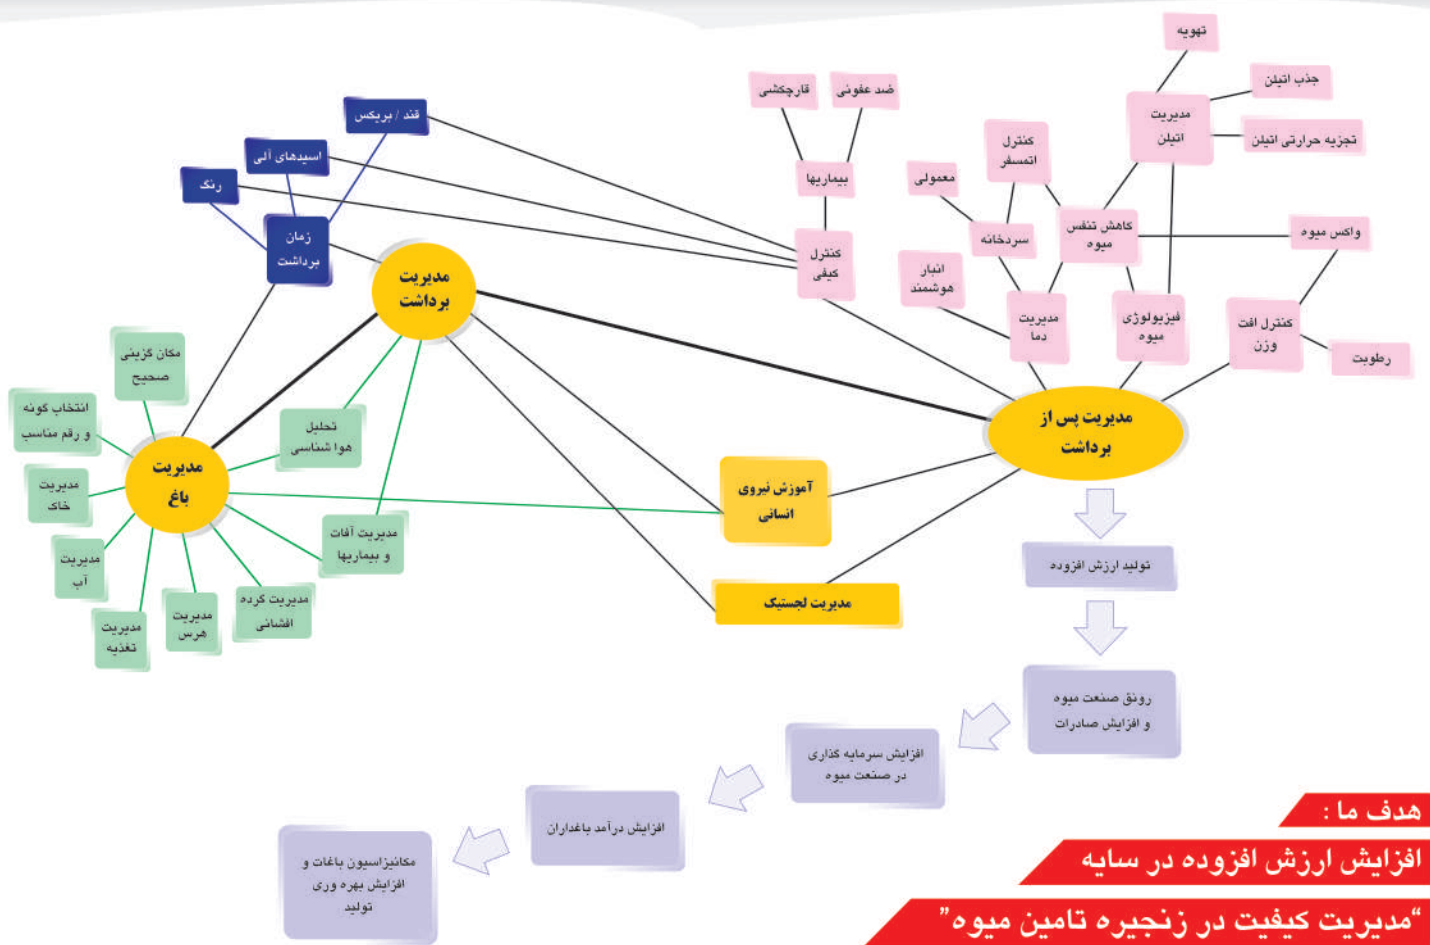 تهویه
جذب اتیلن
تجزیه حرارتی اتیلن
مدیریت
اتیلن
کنترل
اتمسفر
معمولی
سردخانه
کاهش تنفس
میوه
واکس میوه
انبار
هوشمند
مدیریت
دما
فیزیولوژی
میوه
کنترل افت
وزن
رطوبت
ضد عفونی
قارچکشی
بیماریها
کنترل
کیفی
قند / بریکس
اسیدهای آلی
رنگ
زمان
برداشت
مدیریت
برداشت
مدیریت پس از
برداشت
مکان گزینی
صحیح
انتخاب گونه
و رقم مناسب
تحلیل
هوا شناسی
مدیریت
باغ
مدیریت
خاک
مدیریت آفات
و بیماریها
مدیریت
آب
مدیریت گرده
افشانی
مدیریت
هرس
مدیریت
تغذیه
آموزش نیروی
انسانی
مدیریت لجستیک
تولید ارزش افزوده
رونق صنعت میوه
و افزایش صادرات
افزایش سرمایه گذاری
در صنعت میوه
افزایش درآمد باغداران
مکانیزاسیون باغات و
افزایش بهره وری
تولید
هدف ما :
افزایش ارزش افزوده در سایه
“مدیریت کیفیت در زنجیره تامین میوه”